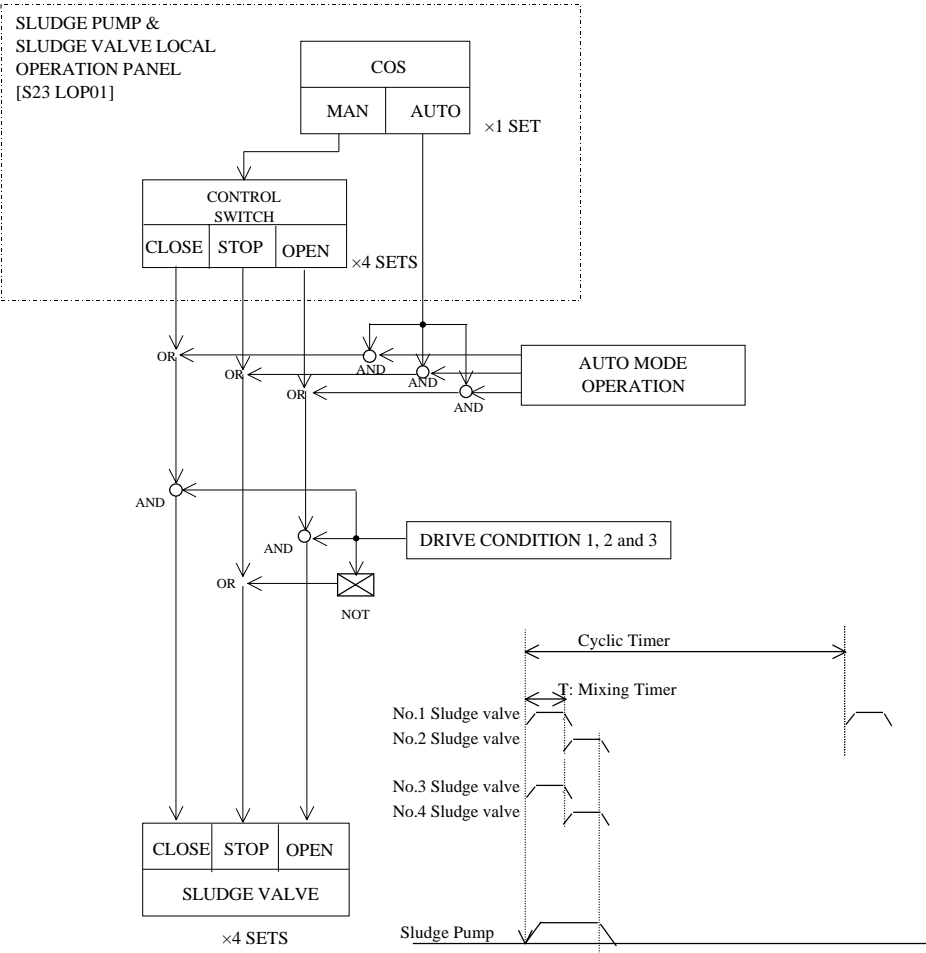 SLUDGE PUMP &
SLUDGE VALVE LOCAL
OPERATION PANEL
[S23 LOP01]
COS
MAN
AUTO
×1 SET
CONTROL
SWITCH
CLOSE
STOP
OPEN
×4 SETS
OR
AND
OR
AND
OR
AND
AUTO MODE
OPERATION
AND
AND
DRIVE CONDITION 1, 2 and 3
OR
NOT
Cyclic Timer
T: Mixing Timer
No.1 Sludge valve
No.2 Sludge valve
No.3 Sludge valve
No.4 Sludge valve
CLOSE
STOP
OPEN
SLUDGE VALVE
×4 SETS
Sludge Pump